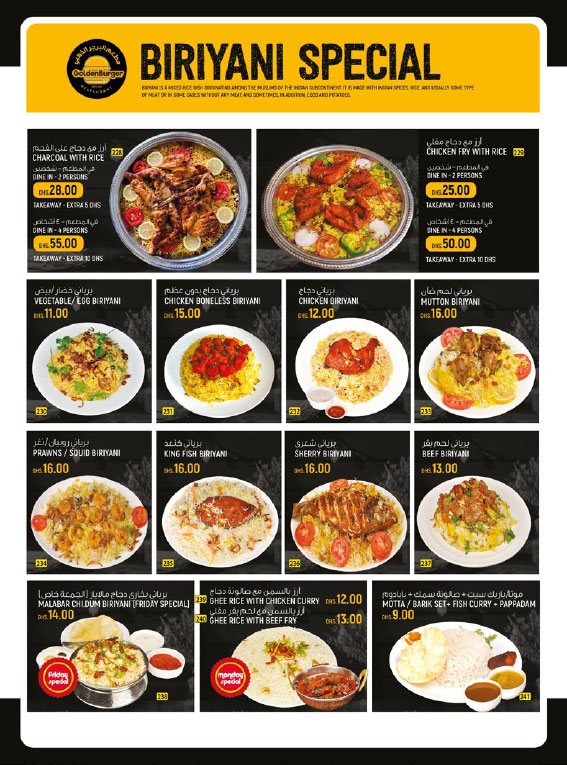 مطعم البرجر الذهبي
GoldenBurger
RESTAURANT
BIRIYANI SPECIAL
BIRIYANI IS A MIXED RICE DISH ORIGINATING AMONG THE MUSLIMS OF THE INDIAN SUBCONTINENT. IT IS MADE WITH INDIAN SPICES, RICE, AND USUALLY SOME TYPE
OF MEAT, OR IN SOME CASES WITHOUT ANY MEAT, AND SOMETIMES, IN ADDITION, EGGS AND POTATOES.
أرز مع دجاج على الفحم
CHARCOAL WITH RICE
228
في المطعم - شخصين
DINE IN - 2 PERSONS
DHS.28.00
TAKEAWAY - EXTRA 5 DHS
في المطعم - ٤ أشخاص
DINE IN - 4 PERSONS
DHS.55.00
TAKEAWAY - EXTRA 10 DHS
أرز مع دجاج مقلي
CHICKEN FRY WITH RICE
229
في المطعم - شخصين
DINE IN - 2 PERSONS
DHS.25.00
TAKEAWAY - EXTRA 5 DHS
في المطعم - ٤ أشخاص
DINE IN - 4 PERSONS
DHS.50.00
TAKEAWAY - EXTRA 10 DHS
برياني خضار/بيض
VEGETABLE/ EGG BIRIYANI
DHS.11.00
230
برياني دجاج بدون عظم
CHICKEN BONELESS BIRIYANI
DHS.15.00
231
برياني دجاج
CHICKEN BIRIYANI
DHS.12.00
232
برياني لحم ضأن
MUTTON BIRIYANI
DHS.16.00
233
برياني روبيان/نغر
PRAWNS / SQUID BIRIYANI
DHS.16.00
234
برياني كنعد
KING FISH BIRIYANI
DHS.16.00
235
برياني شعري
SHERRY BIRIYANI
DHS.16.00
236
برياني لحم بقر
BEEF BIRIYANI
DHS.13.00
237
برياني بخاري دجاج مالابار (الجمعة خاص)
MALABAR CH.DUM BIRIYANI (FRIDAY SPECIAL)
DHS.14.00
Friday
special
238
أرز بالسمن مع صالونة دجاج
239 GHEE RICE WITH CHICKEN CURRY DHS.12.00
أرز بالسمن مع لحم بقر مقلي
240 GHEE RICE WITH BEEF FRY DHS.13.00
monday
special
موتا/باريك سيت + صالونة سمك + بابادوم
MOTTA / BARIK SET+ FISH CURRY + PAPPADAM
DHS.9.00
241